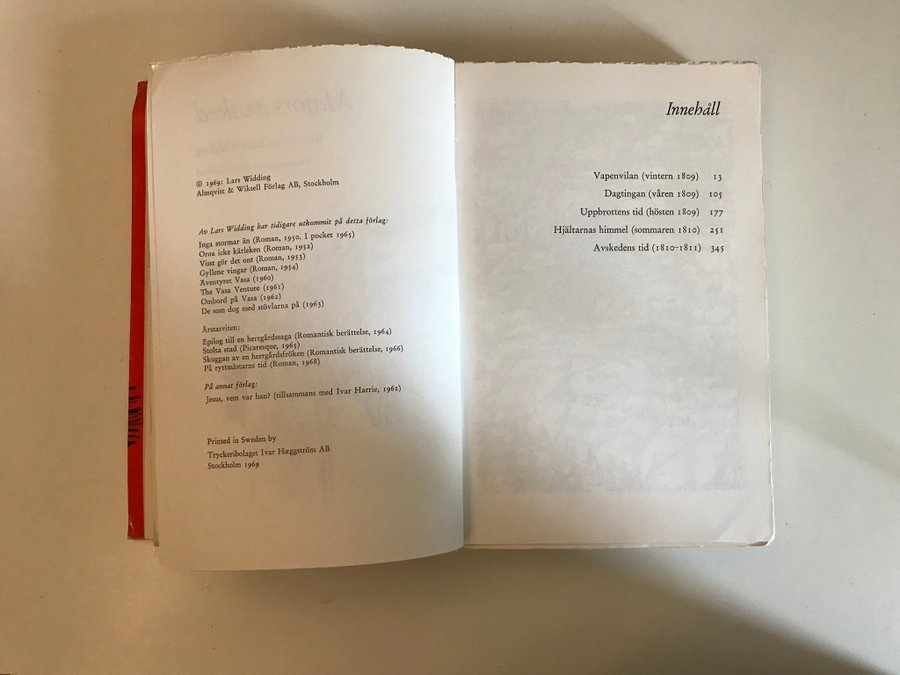 © 1969: Lars Widding
Almqvist & Wiksell Förlag AB, Stockholm
Av Lars Widding har tidigare utkommit på detta förlag:
Inga stormar än (Roman, 1950. I pocket 1965)
Oroa icke kärleken (Roman, 1952)
Visst gör det ont (Roman, 1953)
Gyllene vingar (Roman, 1954)
Äventyret Vasa (1960)
The Vasa Venture (1961)
Ombord på Vasa (1962)
De som dog med stövlarna på (1963)
Årstasviten:
Epilog till en herrgårdssaga (Romantisk berättelse, 1964)
Stolta stad (Picaresque, 1965)
Skuggan av en herrgårdsfröken (Romantisk berättelse, 1966)
På ryttmästarns tid (Roman, 1968)
På annat förlag:
Jesus, vem var han? (tillsammans med Ivar Harrie, 1962)
Printed in Sweden by
Tryckeribolaget Ivar Hæggström AB
Stockholm 1969
Innehåll
Vapenvilan (vintern 1809) 13
Dagtingan (våren 1809) 105
Uppbrottens tid (hösten 1809) 177
Hjältarnas himmel (sommaren 1810) 251
Avskedens tid (1810–1811) 345